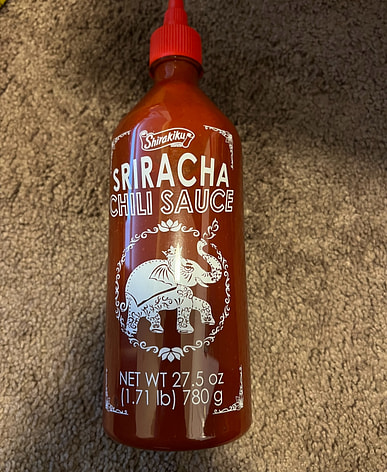 Shirakiku
SRIRACHA
CHILI SAUCE
NET WT 27.5 oz
(1.71 lb) 780 g